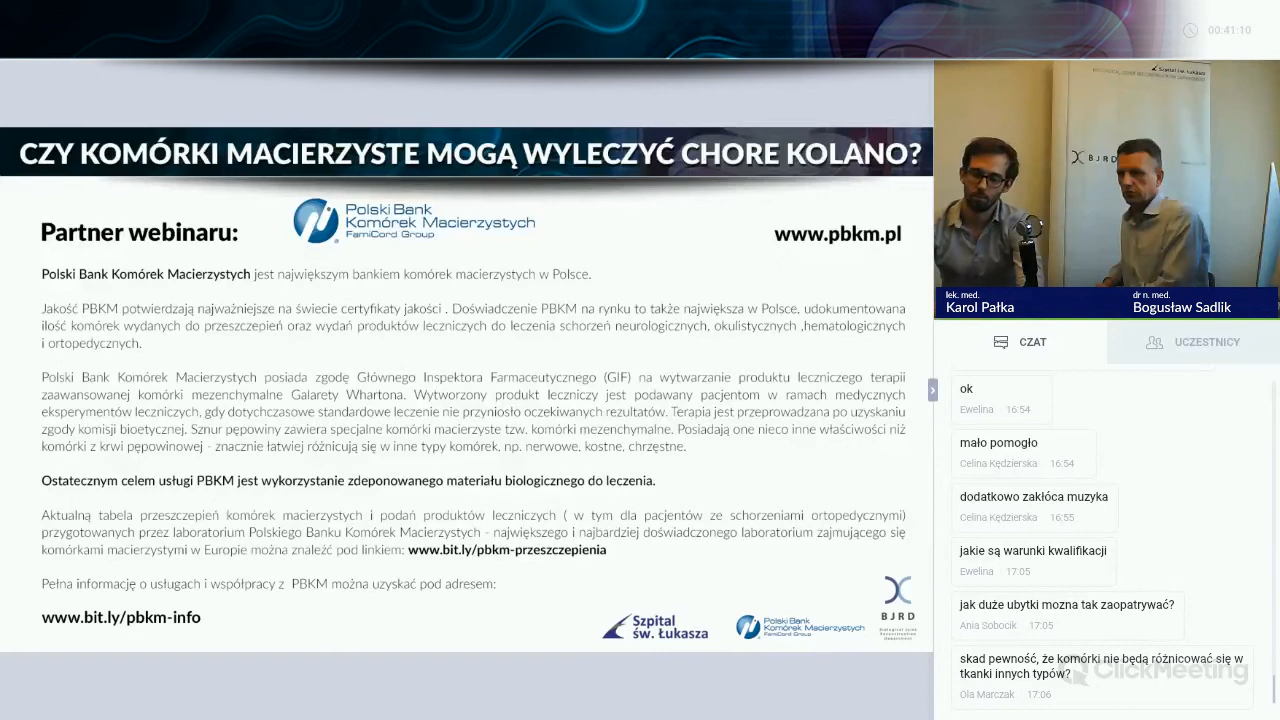 00:41:10
CZY KOMÓRKI MACIERZYSTE MOGĄ WYLECZYĆ CHORE KOLANO?
Partner webinaru:
Polski Bank
Komórek Macierzystych
FamiCord Group
www.pbkm.pl
Polski Bank Komórek Macierzystych jest największym bankiem komórek macierzystych w Polsce.
Jakość PBKM potwierdzają najważniejsze na świecie certyfikaty jakości . Doświadczenie PBKM na rynku to także największa w Polsce, udokumentowana
ilość komórek wydanych do przeszczepień oraz wydań produktów leczniczych do leczenia schorzeń neurologicznych, okulistycznych ,hematologicznych
i ortopedycznych.
Polski Bank Komórek Macierzystych posiada zgodę Głównego Inspektora Farmaceutycznego (GIF) na wytwarzanie produktu leczniczego terapii
zaawansowanej komórki mezenchymalne Galarety Whartona. Wytworzony produkt leczniczy jest podawany pacjentom w ramach medycznych
eksperymentów leczniczych, gdy dotychczasowe standardowe leczenie nie przyniosło oczekiwanych rezultatów. Terapia jest przeprowadzana po uzyskaniu
zgody komisji bioetycznej. Sznur pępowiny zawiera specjalne komórki macierzyste tzw. komórki mezenchymalne. Posiadają one nieco inne właściwości niż
komórki z krwi pępowinowej - znacznie łatwiej różnicują się w inne typy komórek, np. nerwowe, kostne, chrzęstne.
Ostatecznym celem usługi PBKM jest wykorzystanie zdeponowanego materiału biologicznego do leczenia.
Aktualną tabela przeszczepień komórek macierzystych i podań produktów leczniczych ( w tym dla pacjentów ze schorzeniami ortopedycznymi)
przygotowanych przez laboratorium Polskiego Banku Komórek Macierzystych - największego i najbardziej doświadczonego laboratorium zajmującego się
komórkami macierzystymi w Europie można znaleźć pod linkiem: www.bit.ly/pbkm-przeszczepienia
Pełna informację o usługach i współpracy z PBKM można uzyskać pod adresem:
www.bit.ly/pbkm-info
Szpital
św. Łukasza
Polski Bank
Komórek Macierzystych
FamiCord Group
BJRD
Szpital św. Łukasza
BJRD
lek. med.
Karol Pałka
dr n. med.
Bogusław Sadlik
CZAT
UCZESTNICY
ok
Ewelina 16:54
mało pomogło
Celina Kędzierska 16:54
dodatkowo zakłóca muzyka
Celina Kędzierska 16:55
jakie są warunki kwalifikacji
Ewelina 17:05
jak duże ubytki mozna tak zaopatrywać?
Ania Sobocik 17:05
skad pewność, że komórki nie będą różnicować się w
tkanki innych typów?
Ola Marczak 17:06
ClickMeeting